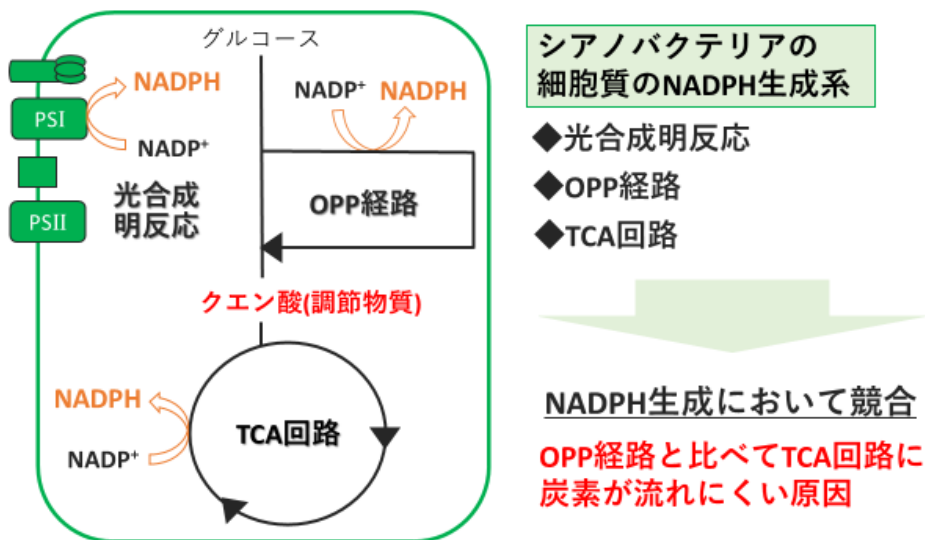 グルコース
NADPH
PSI
NADP⁺
光合成
明反応
PSII
NADP⁺ NADPH
OPP経路
クエン酸(調節物質)
NADPH
NADP⁺
TCA回路
シアノバクテリアの
細胞質のNADPH生成系
◆光合成明反応
◆OPP経路
◆TCA回路
NADPH生成において競合
OPP経路と比べてTCA回路に
炭素が流れにくい原因